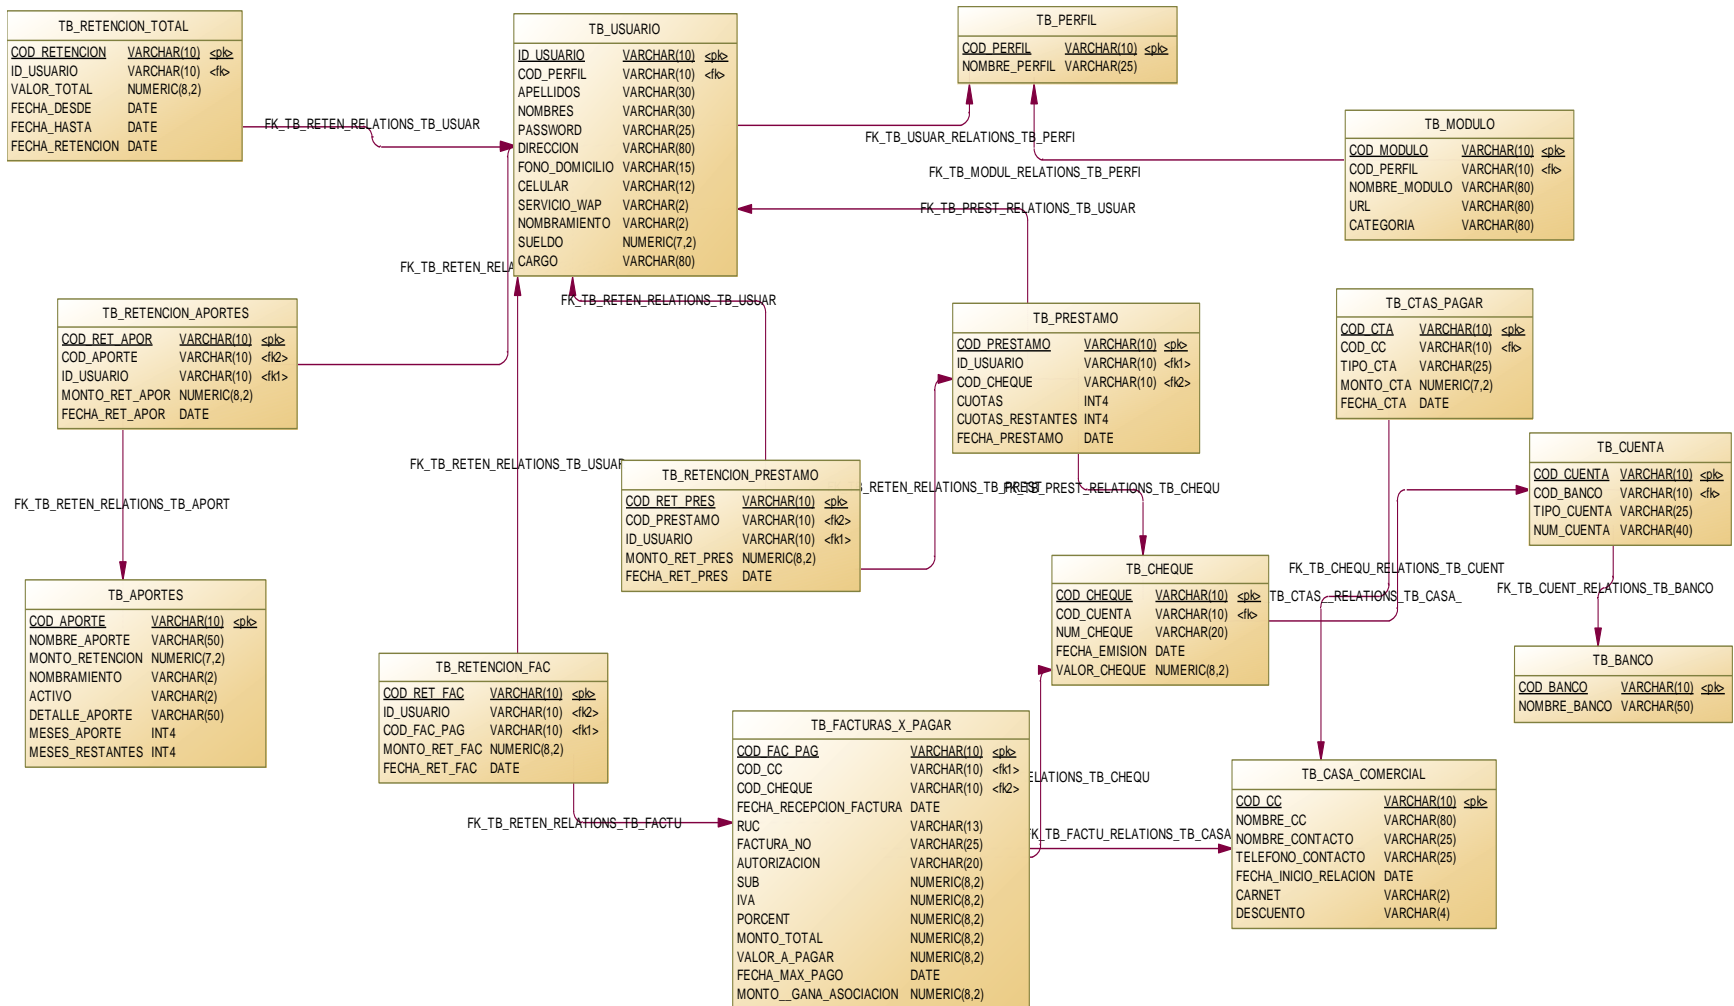 TB_RETENCION_TOTAL
COD_RETENCION VARCHAR(10) <pk>
ID_USUARIO VARCHAR(10) <fk>
VALOR_TOTAL NUMERIC(8,2)
FECHA_DESDE DATE
FECHA_HASTA DATE
FECHA_RETENCION DATE
FK_TB_RETEN_RELATIONS_TB_USUAR
TB_USUARIO
ID_USUARIO VARCHAR(10) <pk>
COD_PERFIL VARCHAR(10) <fk>
APELLIDOS VARCHAR(30)
NOMBRES VARCHAR(30)
PASSWORD VARCHAR(25)
DIRECCION VARCHAR(80)
FONO_DOMICILIO VARCHAR(15)
CELULAR VARCHAR(12)
SERVICIO_WAP VARCHAR(2)
NOMBRAMIENTO VARCHAR(2)
SUELDO NUMERIC(7,2)
CARGO VARCHAR(80)
TB_PERFIL
COD_PERFIL VARCHAR(10) <pk>
NOMBRE_PERFIL VARCHAR(25)
FK_TB_USUAR_RELATIONS_TB_PERFI
FK_TB_MODUL_RELATIONS_TB_PERFI
TB_MODULO
COD_MODULO VARCHAR(10) <pk>
COD_PERFIL VARCHAR(10) <fk>
NOMBRE_MODULO VARCHAR(80)
URL VARCHAR(80)
CATEGORIA VARCHAR(80)
FK_TB_PREST_RELATIONS_TB_USUAR
FK_TB_RETEN_RELA
FK_TB_RETEN_RELATIONS_TB_USUAR
TB_RETENCION_APORTES
COD_RET_APOR VARCHAR(10) <pk>
COD_APORTE VARCHAR(10) <fk2>
ID_USUARIO VARCHAR(10) <fk1>
MONTO_RET_APOR NUMERIC(8,2)
FECHA_RET_APOR DATE
TB_PRESTAMO
COD_PRESTAMO VARCHAR(10) <pk>
ID_USUARIO VARCHAR(10) <fk1>
COD_CHEQUE VARCHAR(10) <fk2>
CUOTAS INT4
CUOTAS_RESTANTES INT4
FECHA_PRESTAMO DATE
TB_CTAS_PAGAR
COD_CTA VARCHAR(10) <pk>
COD_CC VARCHAR(10) <fk>
TIPO_CTA VARCHAR(25)
MONTO_CTA NUMERIC(7,2)
FECHA_CTA DATE
TB_CUENTA
COD_CUENTA VARCHAR(10) <pk>
COD_BANCO VARCHAR(10) <fk>
TIPO_CUENTA VARCHAR(25)
NUM_CUENTA VARCHAR(40)
FK_TB_RETEN_RELATIONS_TB_USUAR
TB_RETENCION_PRESTAMO
COD_RET_PRES VARCHAR(10) <pk>
COD_PRESTAMO VARCHAR(10) <fk2>
ID_USUARIO VARCHAR(10) <fk1>
MONTO_RET_PRES NUMERIC(8,2)
FECHA_RET_PRES DATE
_RETEN_RELATIONS_TB_PREST
FK_TB_PREST_RELATIONS_TB_CHEQU
FK_TB_RETEN_RELATIONS_TB_APORT
TB_APORTES
COD_APORTE VARCHAR(10) <pk>
NOMBRE_APORTE VARCHAR(50)
MONTO_RETENCION NUMERIC(7,2)
NOMBRAMIENTO VARCHAR(2)
ACTIVO VARCHAR(2)
DETALLE_APORTE VARCHAR(50)
MESES_APORTE INT4
MESES_RESTANTES INT4
TB_CHEQUE
COD_CHEQUE VARCHAR(10) <pk>
COD_CUENTA VARCHAR(10) <fk>
NUM_CHEQUE VARCHAR(20)
FECHA_EMISION DATE
VALOR_CHEQUE NUMERIC(8,2)
FK_TB_CHEQU_RELATIONS_TB_CUENT
TB_CTAS__RELATIONS_TB_CASA_
FK_TB_CUENT_RELATIONS_TB_BANCO
TB_BANCO
COD_BANCO VARCHAR(10) <pk>
NOMBRE_BANCO VARCHAR(50)
TB_RETENCION_FAC
COD_RET_FAC VARCHAR(10) <pk>
ID_USUARIO VARCHAR(10) <fk2>
COD_FAC_PAG VARCHAR(10) <fk1>
MONTO_RET_FAC NUMERIC(8,2)
FECHA_RET_FAC DATE
FK_TB_RETEN_RELATIONS_TB_FACTU
TB_FACTURAS_X_PAGAR
COD_FAC_PAG VARCHAR(10) <pk>
COD_CC VARCHAR(10) <fk1>
COD_CHEQUE VARCHAR(10) <fk2>
FECHA_RECEPCION_FACTURA DATE
RUC VARCHAR(13)
FACTURA_NO VARCHAR(25)
AUTORIZACION VARCHAR(20)
SUB NUMERIC(8,2)
IVA NUMERIC(8,2)
PORCENT NUMERIC(8,2)
MONTO_TOTAL NUMERIC(8,2)
VALOR_A_PAGAR NUMERIC(8,2)
FECHA_MAX_PAGO DATE
MONTO__GANA_ASOCIACION NUMERIC(8,2)
ELATIONS_TB_CHEQU
FK_TB_FACTU_RELATIONS_TB_CASA
TB_CASA_COMERCIAL
COD_CC VARCHAR(10) <pk>
NOMBRE_CC VARCHAR(80)
NOMBRE_CONTACTO VARCHAR(25)
TELEFONO_CONTACTO VARCHAR(25)
FECHA_INICIO_RELACION DATE
CARNET VARCHAR(2)
DESCUENTO VARCHAR(4)